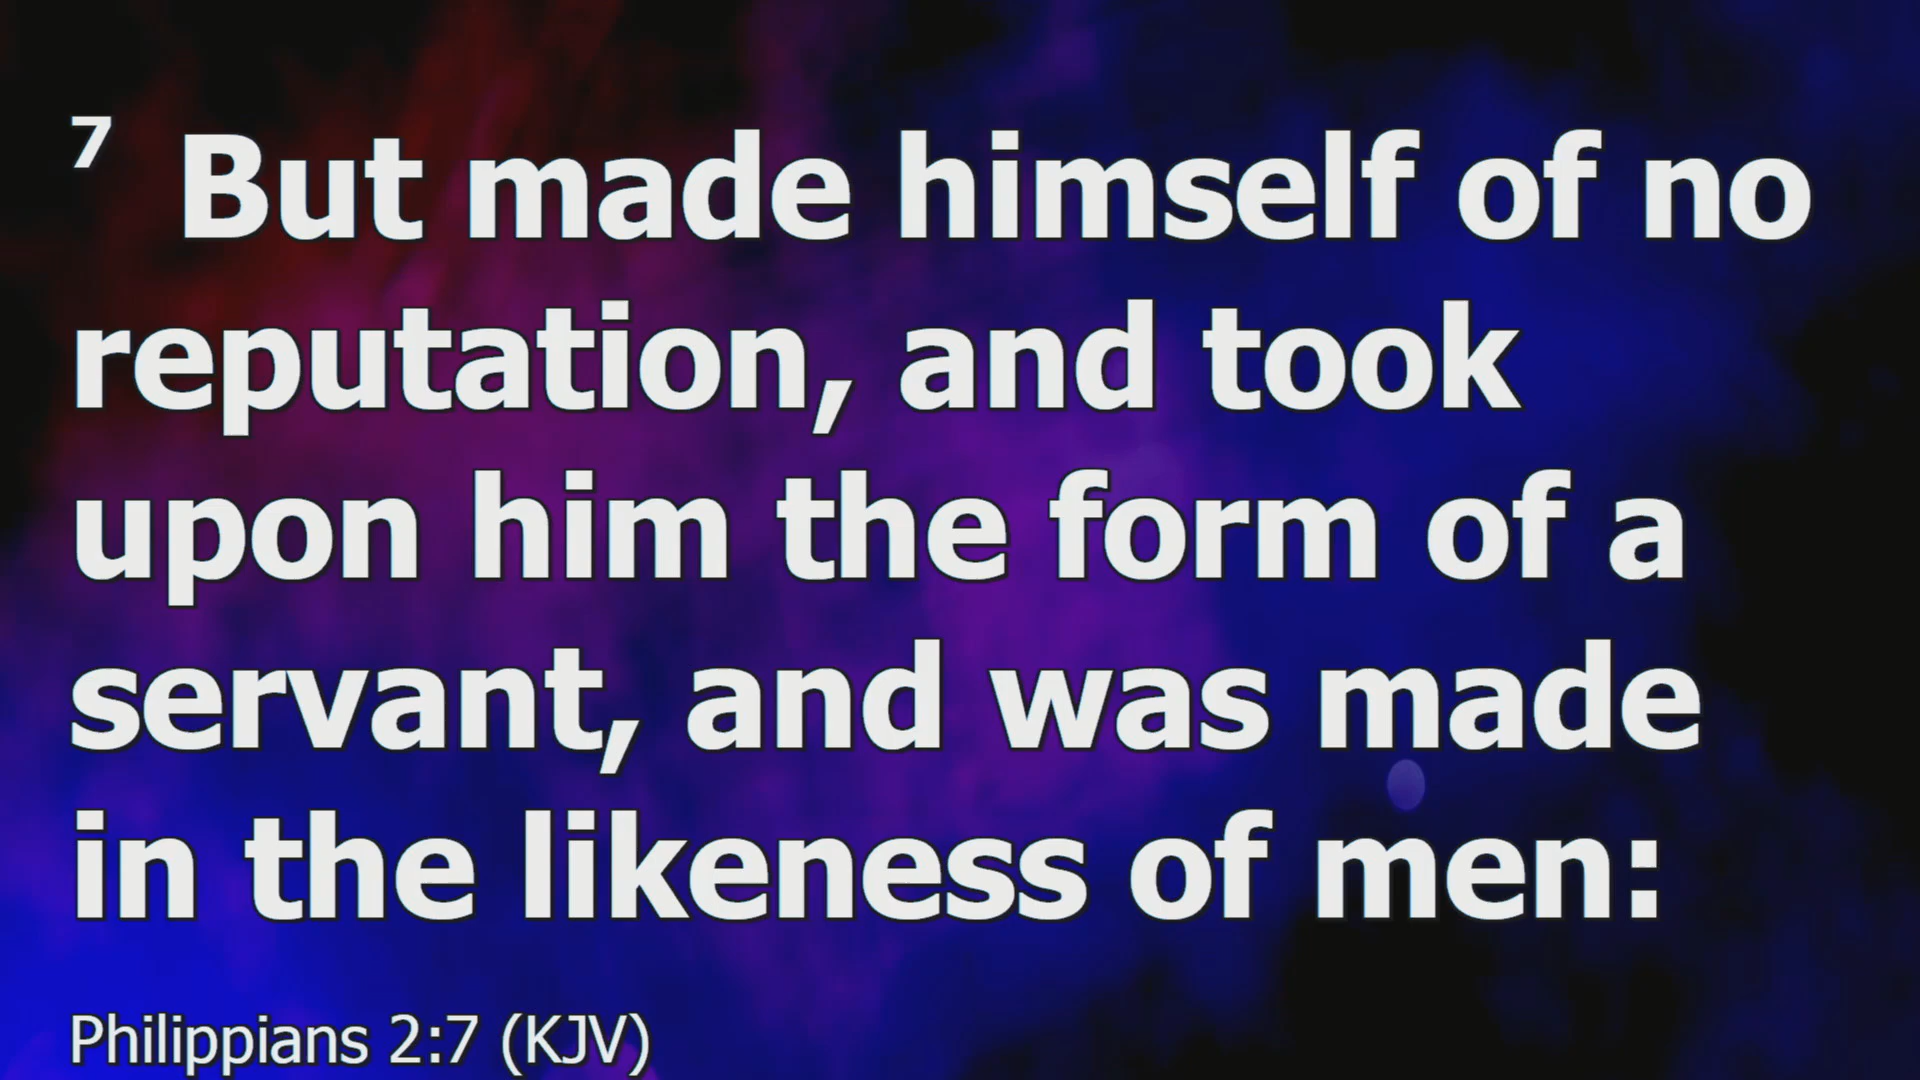 7 But made himself of no
reputation, and took
upon him the form of a
servant, and was made
in the likeness of men:
Philippians 2:7 (KJV)